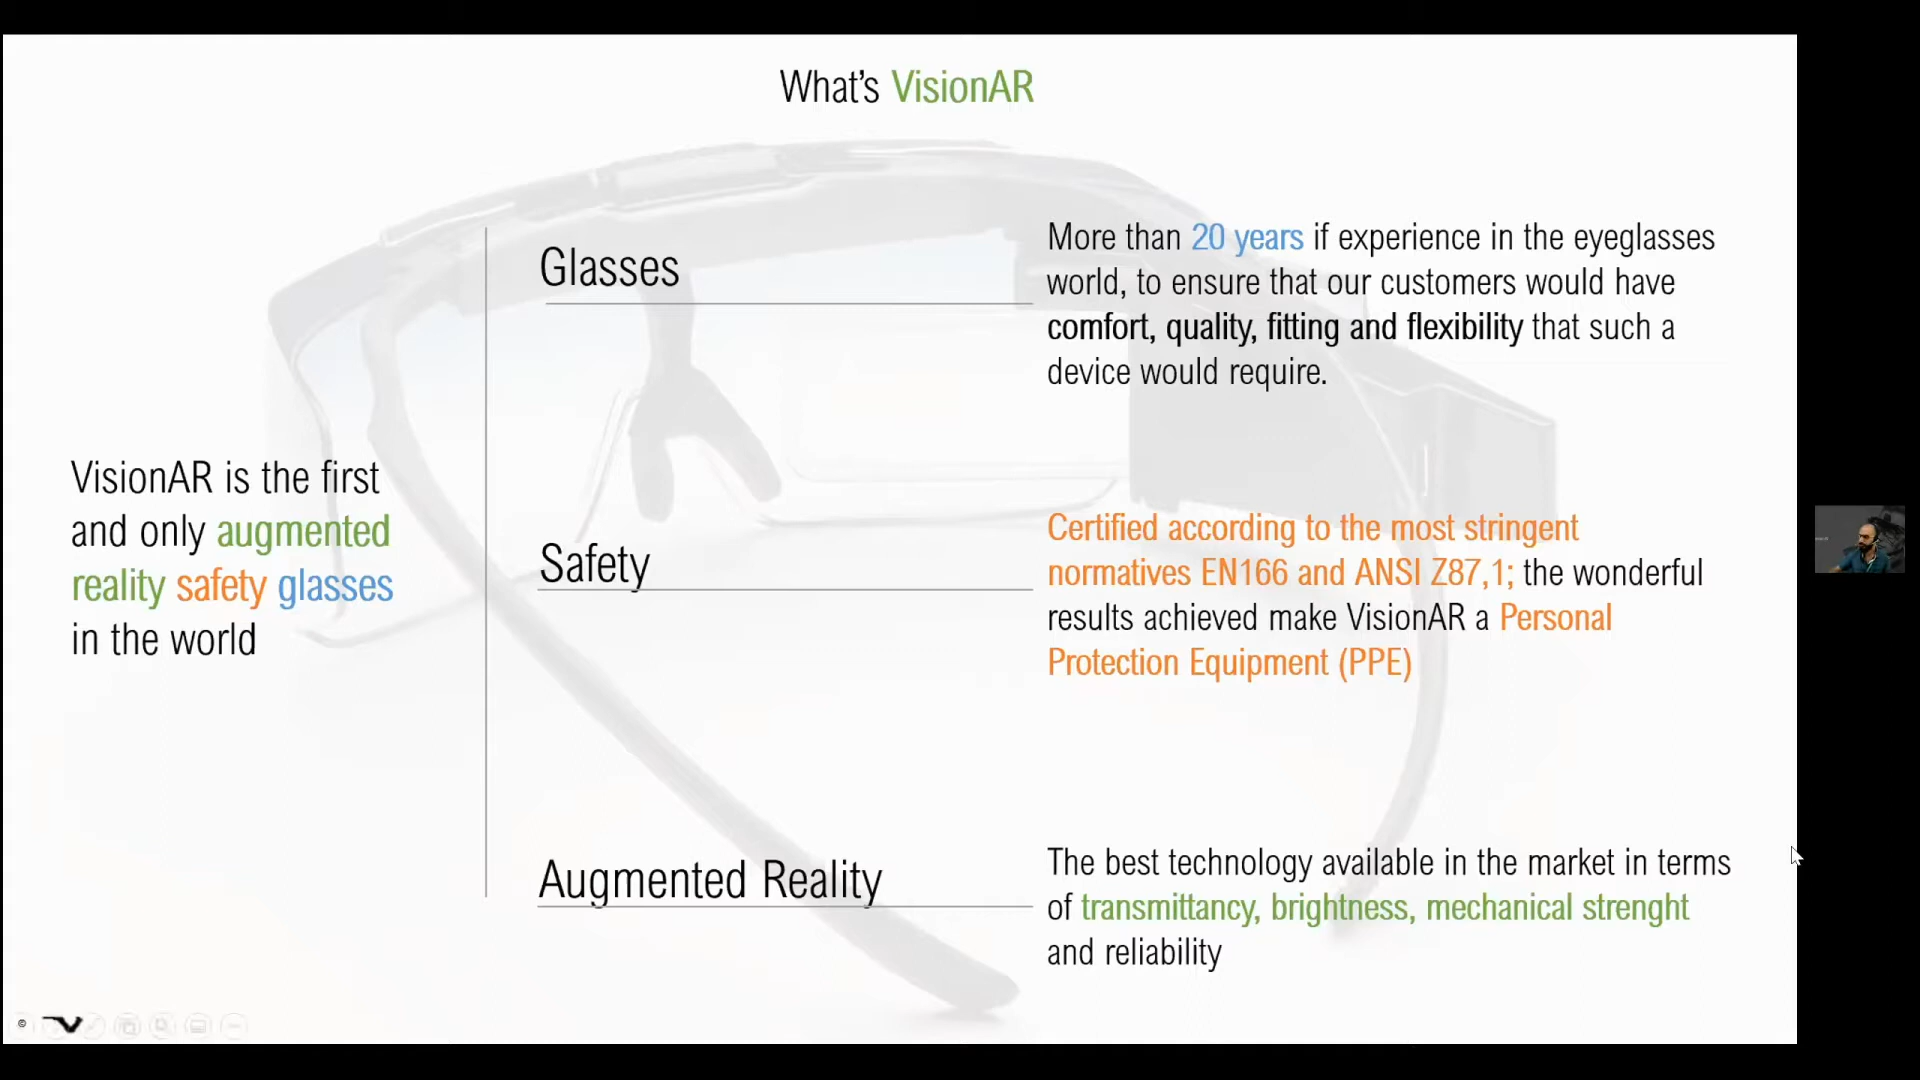 What's VisionAR
VisionAR is the first
and only augmented
reality safety glasses
in the world
Glasses
More than 20 years if experience in the eyeglasses
world, to ensure that our customers would have
comfort, quality, fitting and flexibility that such a
device would require.
Safety
Certified according to the most stringent
normatives EN166 and ANSI Z87,1; the wonderful
results achieved make VisionAR a Personal
Protection Equipment (PPE)
Augmented Reality
The best technology available in the market in terms
of transmittancy, brightness, mechanical strenght
and reliability
©